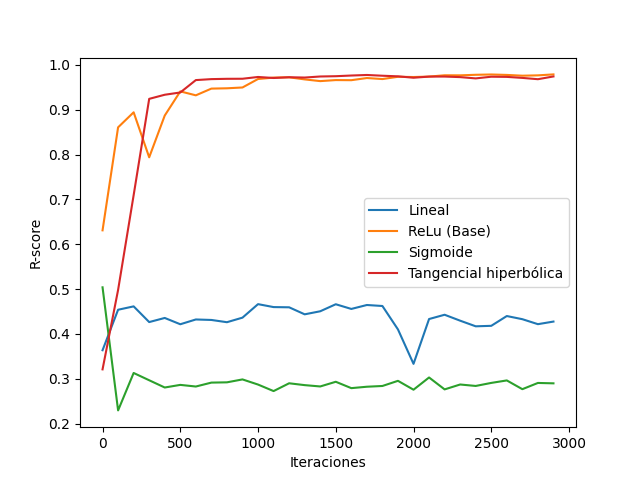 1.0
0.9
0.8
0.7
0.6
0.5
0.4
0.3
0.2
R-score
Lineal
ReLu (Base)
Sigmoide
Tangencial hiperbólica
0 500 1000 1500 2000 2500 3000
Iteraciones